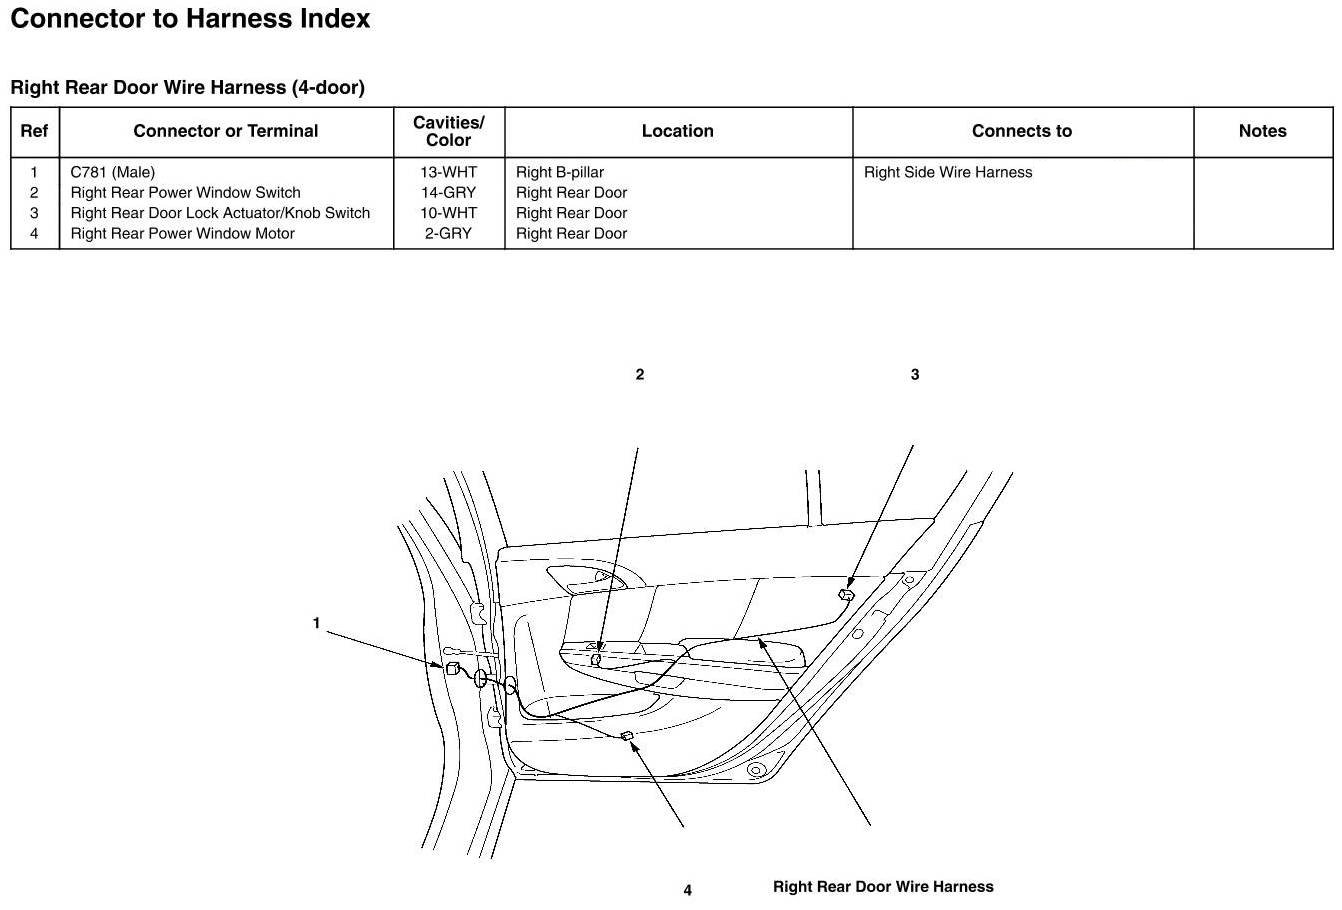 Connector to Harness Index
Right Rear Door Wire Harness (4-door)
Ref Connector or Terminal Cavities/ Color Location Connects to Notes
1 C781 (Male) 13-WHT Right B-pillar Right Side Wire Harness
2 Right Rear Power Window Switch 14-GRY Right Rear Door
3 Right Rear Door Lock Actuator/Knob Switch 10-WHT Right Rear Door
4 Right Rear Power Window Motor 2-GRY Right Rear Door
2 3
1
4 Right Rear Door Wire Harness